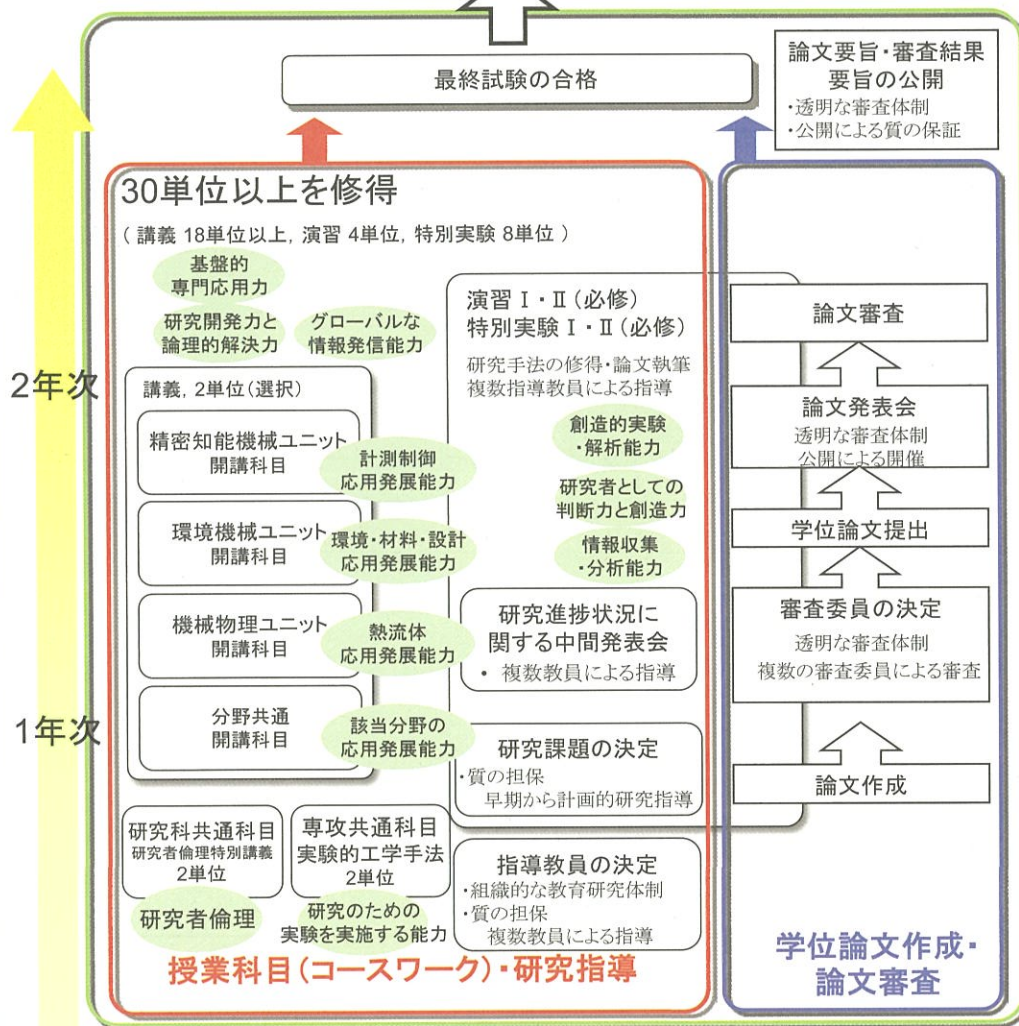 最終試験の合格
論文要旨・審査結果
要旨の公開
・透明な審査体制
・公開による質の保証
30単位以上を修得
（講義 18単位以上, 演習 4単位, 特別実験 8単位）
基盤的
専門応用力
研究開発力と
論理的解決力
グローバルな
情報発信能力
2年次
1年次
講義, 2単位(選択)
精密知能機械ユニット
開講科目
計測制御
応用発展能力
環境機械ユニット
開講科目
環境・材料・設計
応用発展能力
機械物理ユニット
開講科目
熱流体
応用発展能力
分野共通
開講科目
該当分野の
応用発展能力
研究科共通科目
研究者倫理特別講義
2単位
研究者倫理
専攻共通科目
実験的工学手法
2単位
研究のための
実験を実施する能力
演習Ⅰ・Ⅱ(必修)
特別実験Ⅰ・Ⅱ(必修)
研究手法の修得・論文執筆
複数指導教員による指導
創造的実験
・解析能力
研究者としての
判断力と創造力
情報収集
・分析能力
研究進捗状況に
関する中間発表会
・ 複数教員による指導
研究課題の決定
・質の担保
早期から計画的研究指導
指導教員の決定
・組織的な教育研究体制
・質の担保
複数教員による指導
授業科目(コースワーク)・研究指導
論文審査
論文発表会
透明な審査体制
公開による開催
学位論文提出
審査委員の決定
透明な審査体制
複数の審査委員による審査
論文作成
学位論文作成・
論文審査